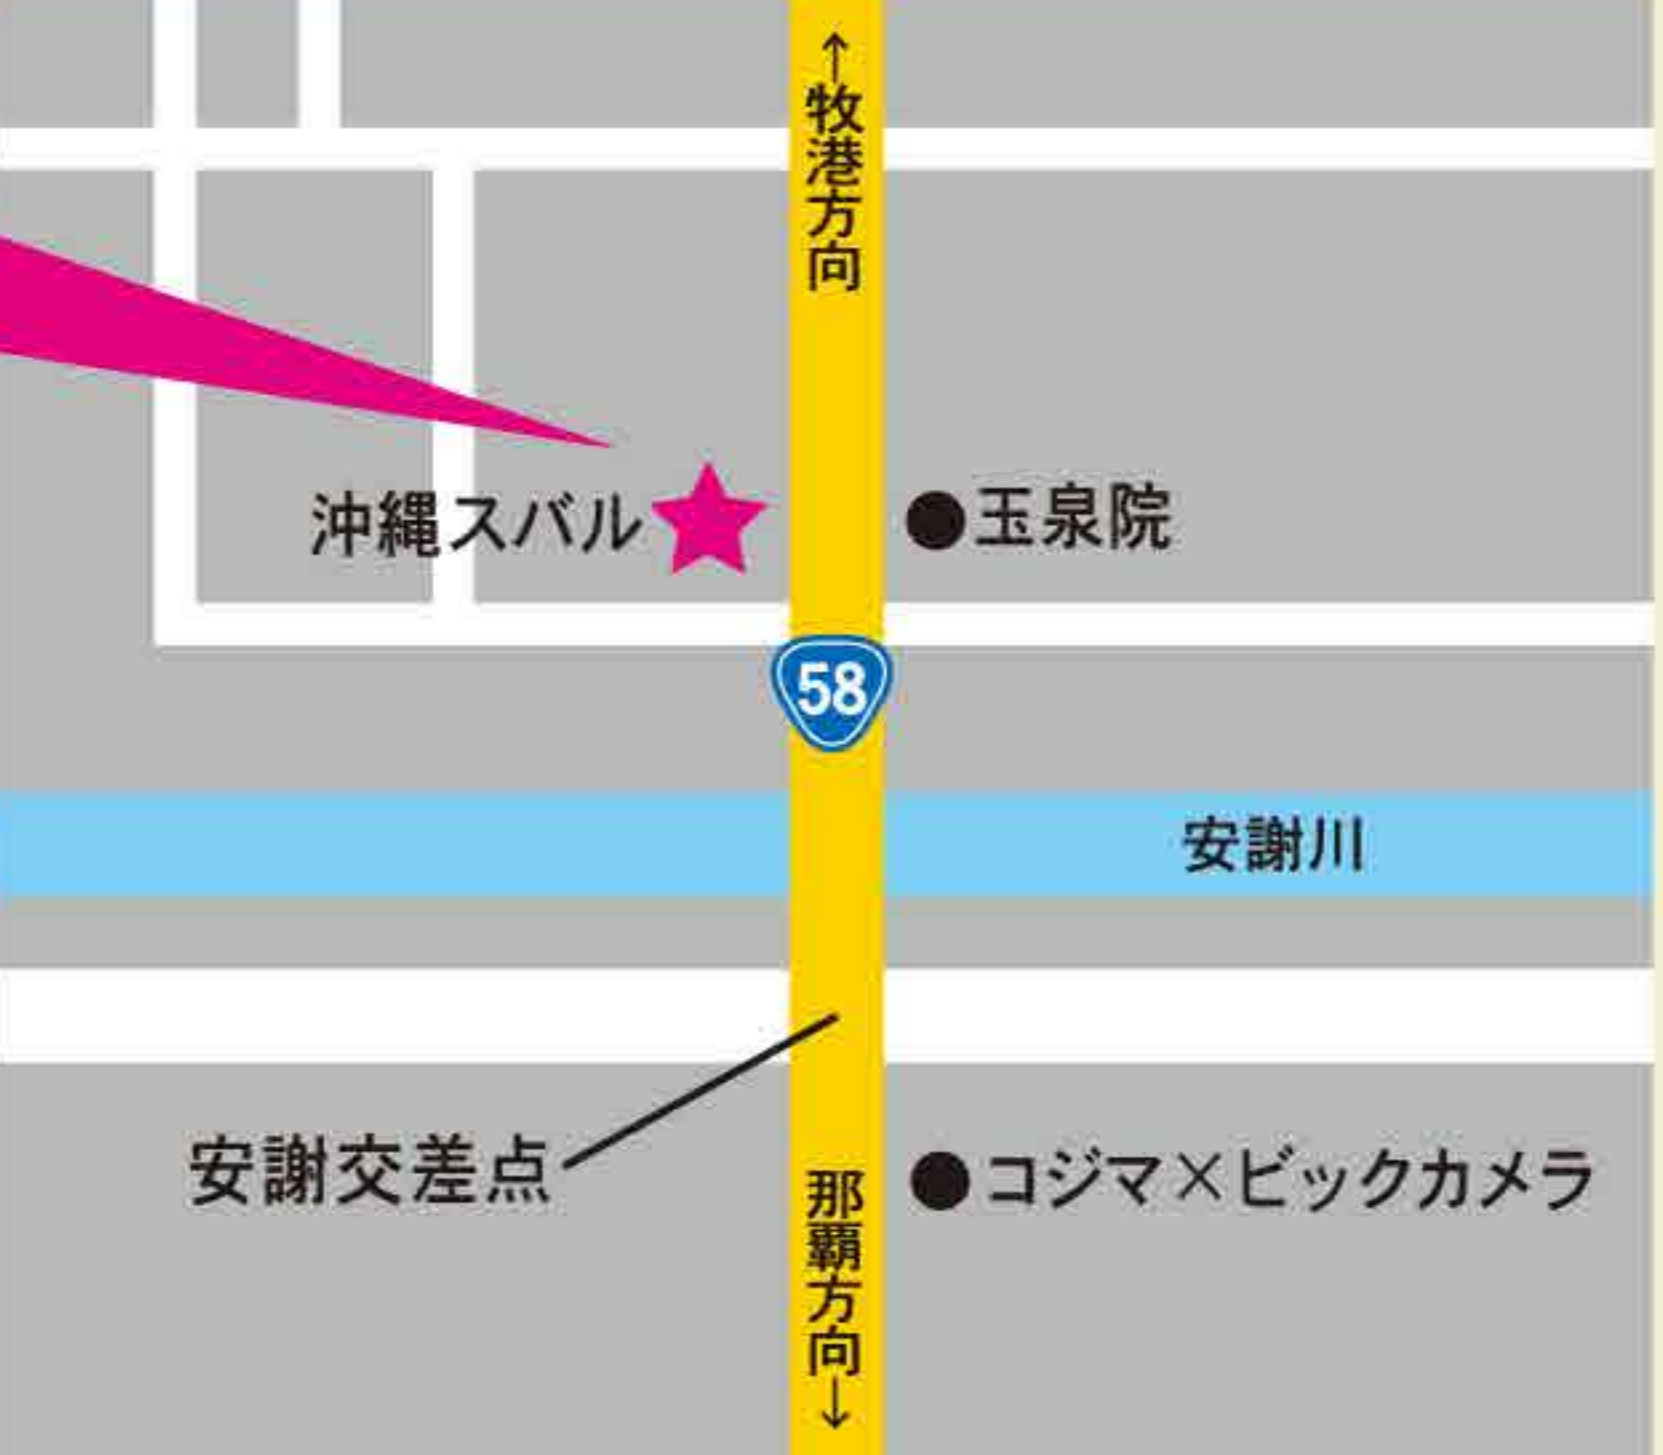 ↑牧港方向
沖縄スバル
玉泉院
58
安謝川
安謝交差点
コジマ×ビックカメラ
那覇方向↓